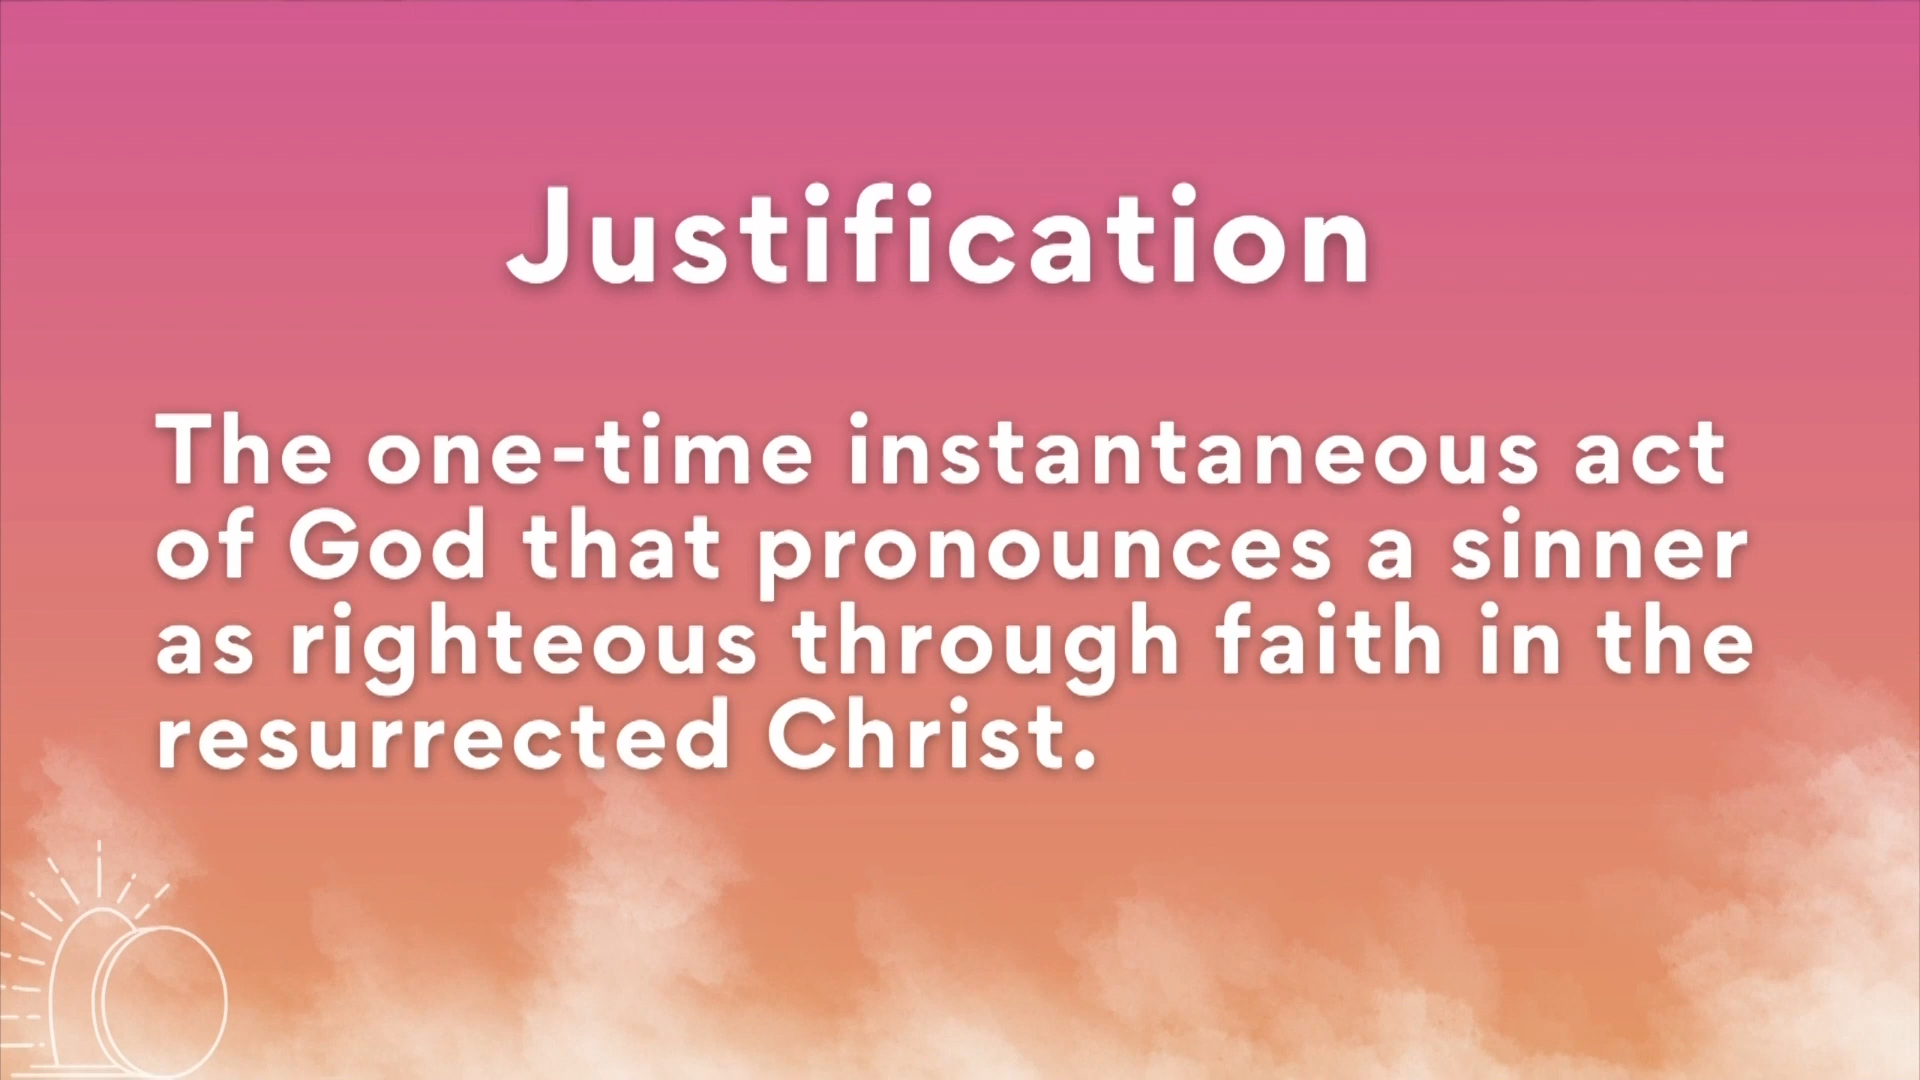 Justification
The one-time instantaneous act
of God that pronounces a sinner
as righteous through faith in the
resurrected Christ.